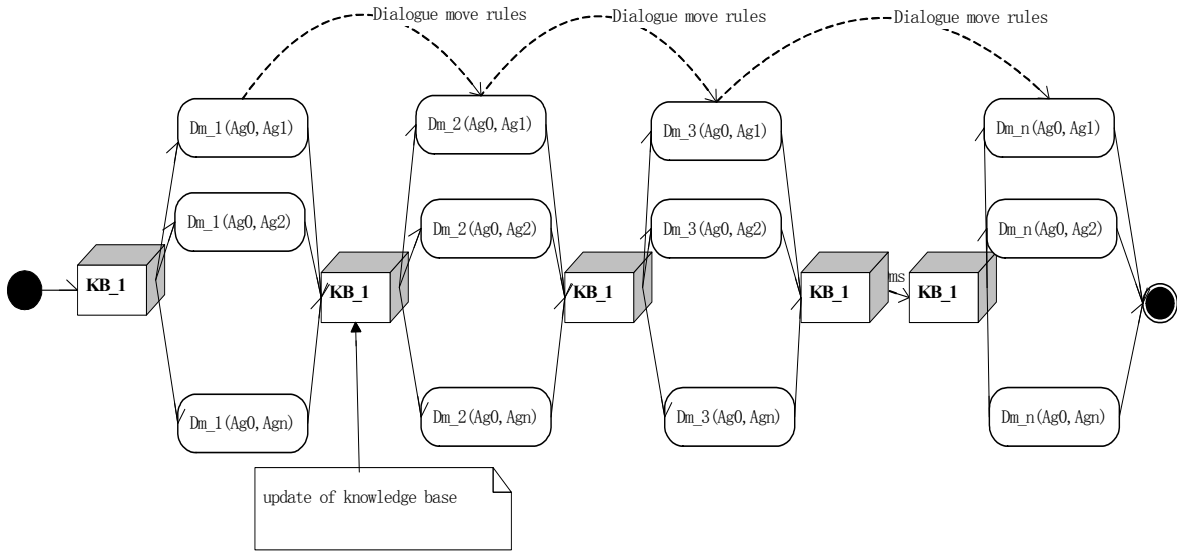 Dialogue move rules
Dialogue move rules
Dialogue move rules
Dm_1(Ag0, Ag1)
Dm_2(Ag0, Ag1)
Dm_3(Ag0, Ag1)
Dm_n(Ag0, Ag1)
Dm_1(Ag0, Ag2)
Dm_2(Ag0, Ag2)
Dm_3(Ag0, Ag2)
Dm_n(Ag0, Ag2)
KB_1
KB_1
KB_1
KB_1
ms
KB_1
Dm_1(Ag0, Agn)
Dm_2(Ag0, Agn)
Dm_3(Ag0, Agn)
Dm_n(Ag0, Agn)
update of knowledge base